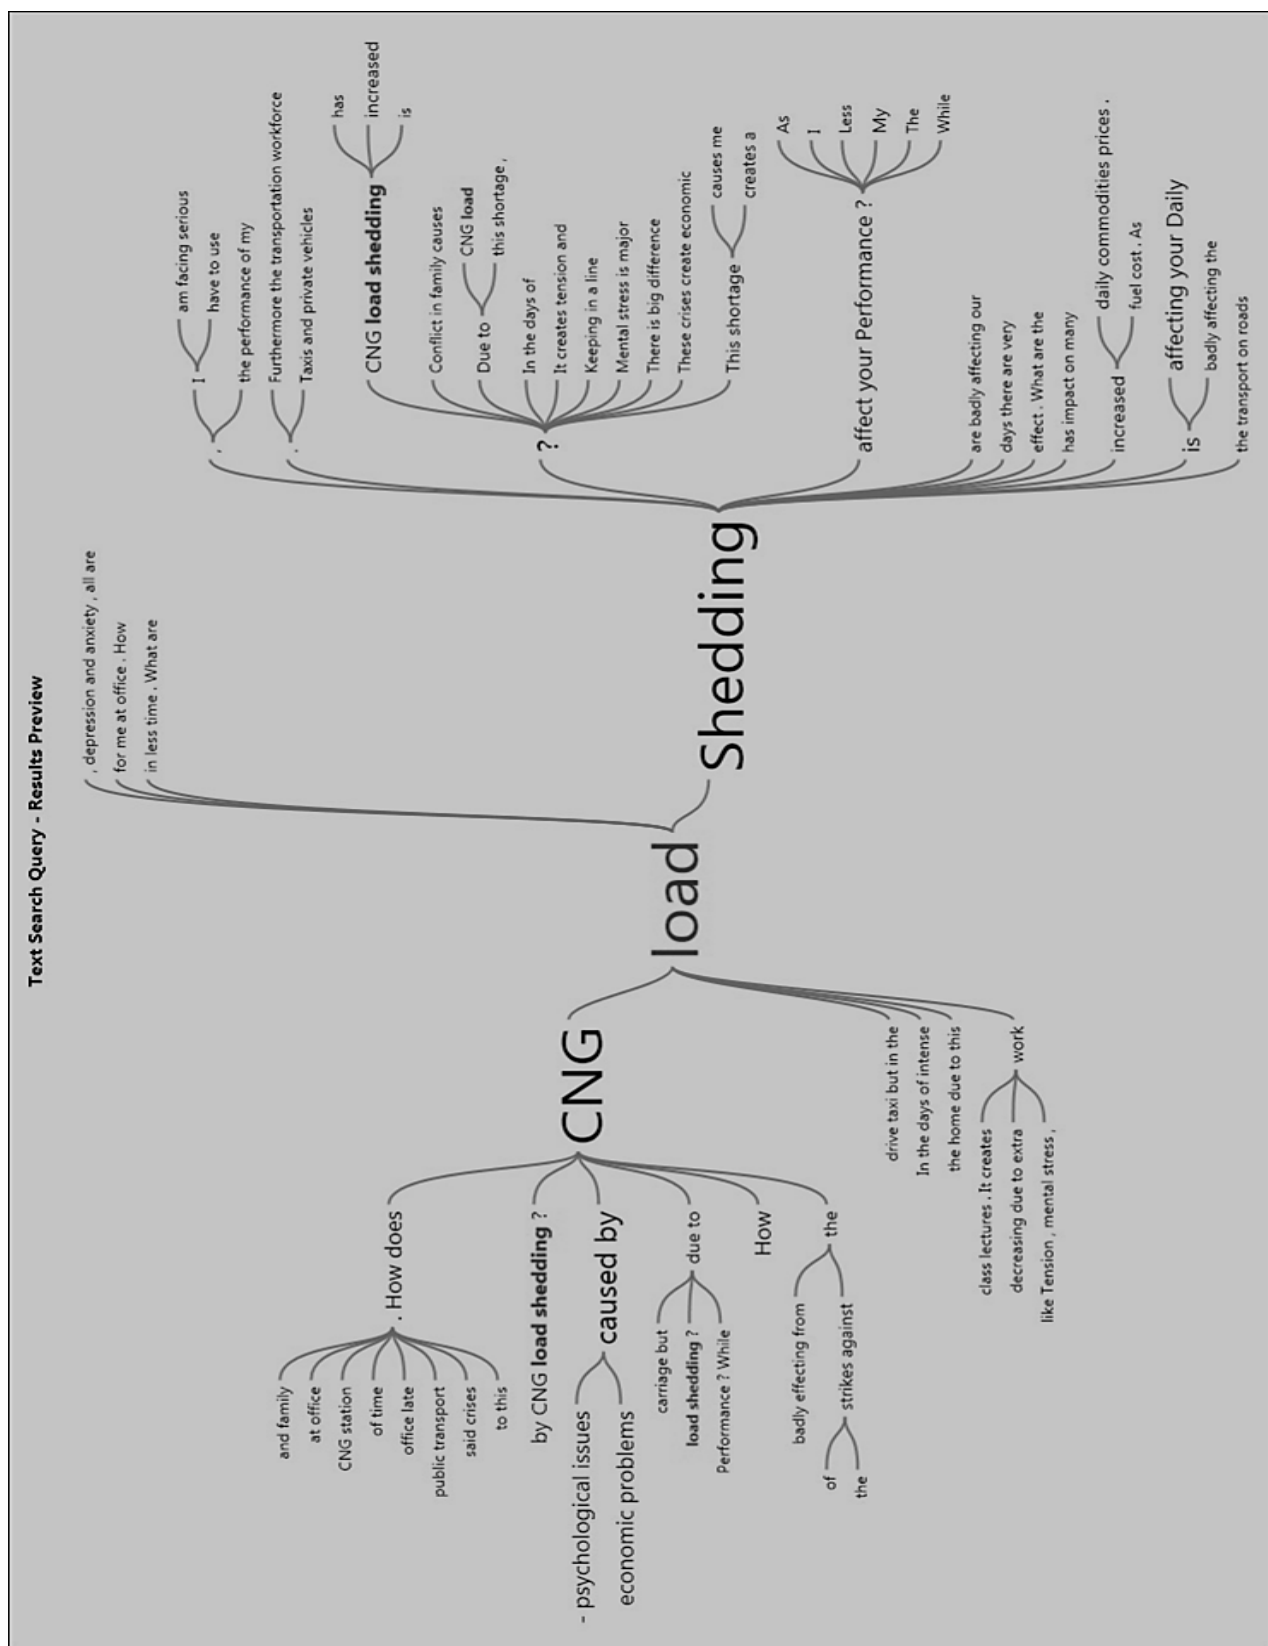 Text Search Query - Results Preview
and family
at office
CNG station
of time
office late
public transport
said crises
to this
. How does
by CNG load shedding ?
- psychological issues
economic problems
caused by
carriage but
load shedding ?
Performance ? While
due to
How
badly effecting from
of
the
strikes against
the
CNG
drive taxi but in the
In the days of intense
the home due to this
class lectures . It creates
decreasing due to extra
like Tension , mental stress ,
work
load
, depression and anxiety , all are
for me at office . How
in less time . What are
Shedding
,
I
am facing serious
have to use
the performance of my
.
Furthermore the transportation workforce
Taxis and private vehicles
?
CNG load shedding
has
increased
is
Conflict in family causes
Due to
CNG load
this shortage ,
In the days of
It creates tension and
Keeping in a line
Mental stress is major
There is big difference
These crises create economic
This shortage
causes me
creates a
affect your Performance ?
As
I
Less
My
The
While
are badly affecting our
days there are very
effect . What are the
has impact on many
increased
daily commodities prices .
fuel cost . As
is
affecting your Daily
badly affecting the
the transport on roads